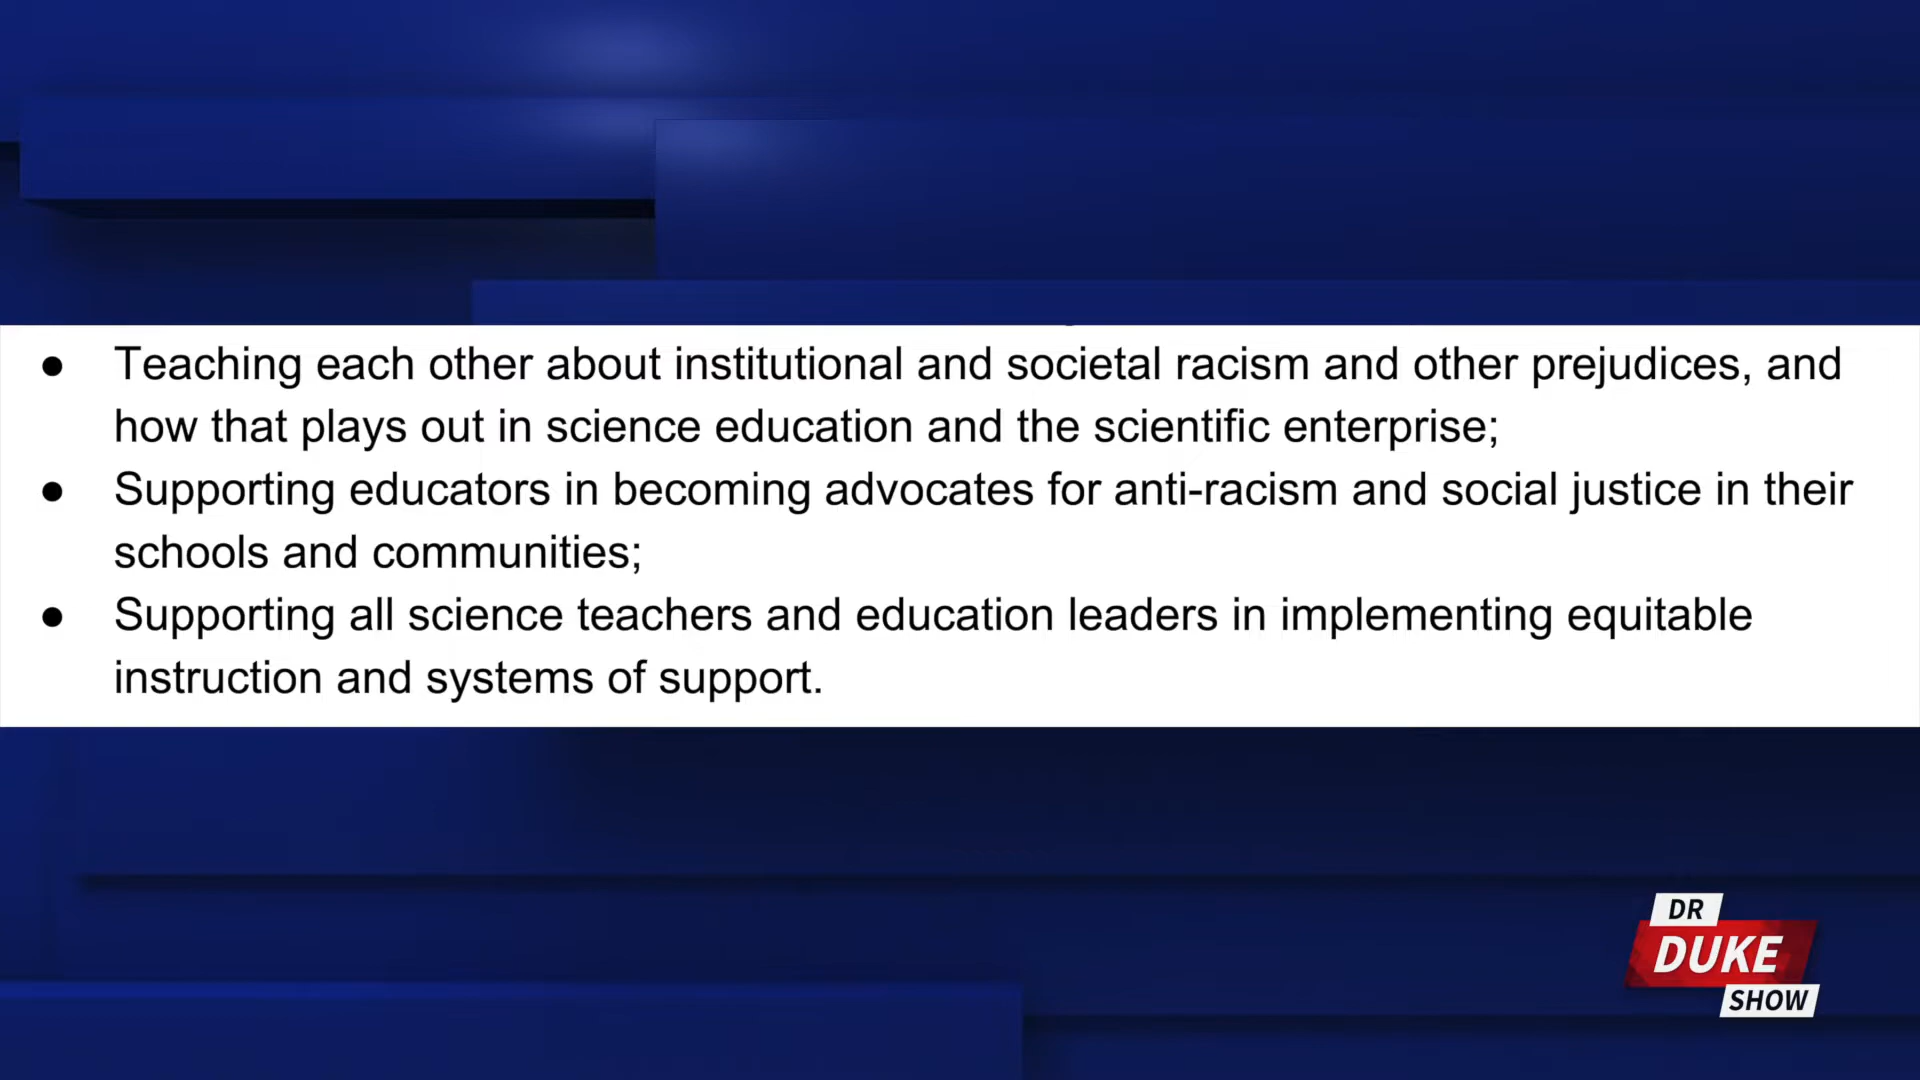 ● Teaching each other about institutional and societal racism and other prejudices, and
how that plays out in science education and the scientific enterprise;
● Supporting educators in becoming advocates for anti-racism and social justice in their
schools and communities;
● Supporting all science teachers and education leaders in implementing equitable
instruction and systems of support.
DR
DUKE
SHOW